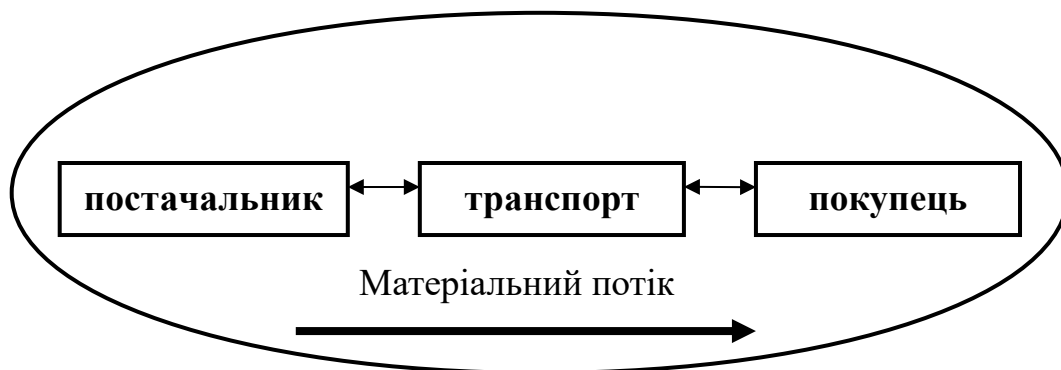 постачальник транспорт покупець
Матеріальний потік